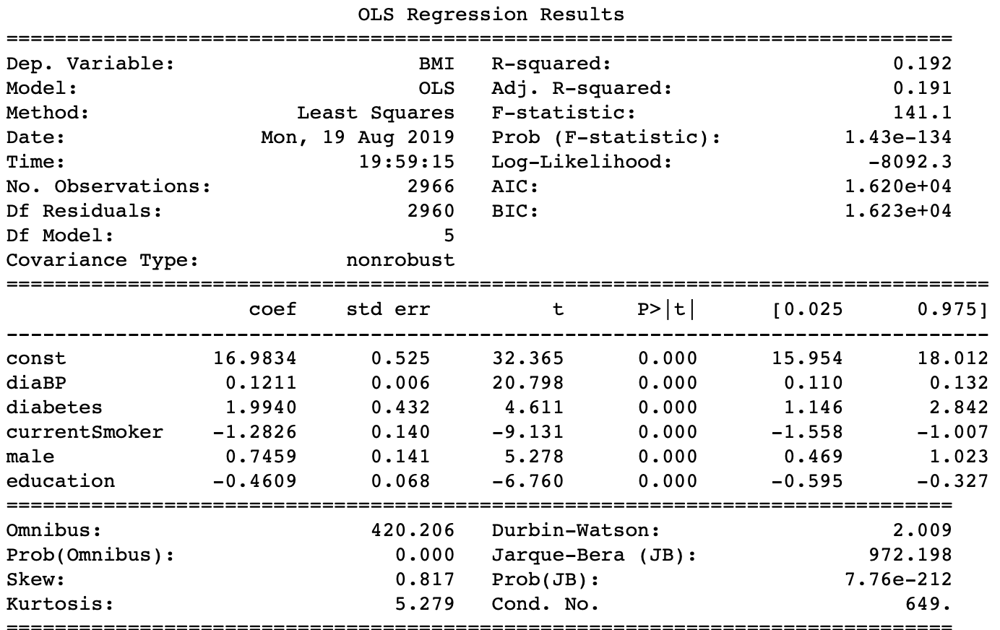 OLS Regression Results
==============================================================================
Dep. Variable:                    BMI   R-squared:                       0.192
Model:                            OLS   Adj. R-squared:                  0.191
Method:                 Least Squares   F-statistic:                     141.1
Date:                Mon, 19 Aug 2019   Prob (F-statistic):          1.43e-134
Time:                        19:59:15   Log-Likelihood:                -8092.3
No. Observations:                2966   AIC:                         1.620e+04
Df Residuals:                    2960   BIC:                         1.623e+04
Df Model:                           5
Covariance Type:            nonrobust
=================================================================================
                    coef    std err          t      P>|t|      [0.025      0.975]
---------------------------------------------------------------------------------
const            16.9834      0.525     32.365      0.000      15.954      18.012
diaBP             0.1211      0.006     20.798      0.000       0.110       0.132
diabetes          1.9940      0.432      4.611      0.000       1.146       2.842
currentSmoker    -1.2826      0.140     -9.131      0.000      -1.558      -1.007
male              0.7459      0.141      5.278      0.000       0.469       1.023
education        -0.4609      0.068     -6.760      0.000      -0.595      -0.327
==============================================================================
Omnibus:                      420.206   Durbin-Watson:                   2.009
Prob(Omnibus):                  0.000   Jarque-Bera (JB):              972.198
Skew:                           0.817   Prob(JB):                    7.76e-212
Kurtosis:                       5.279   Cond. No.                         649.
==============================================================================